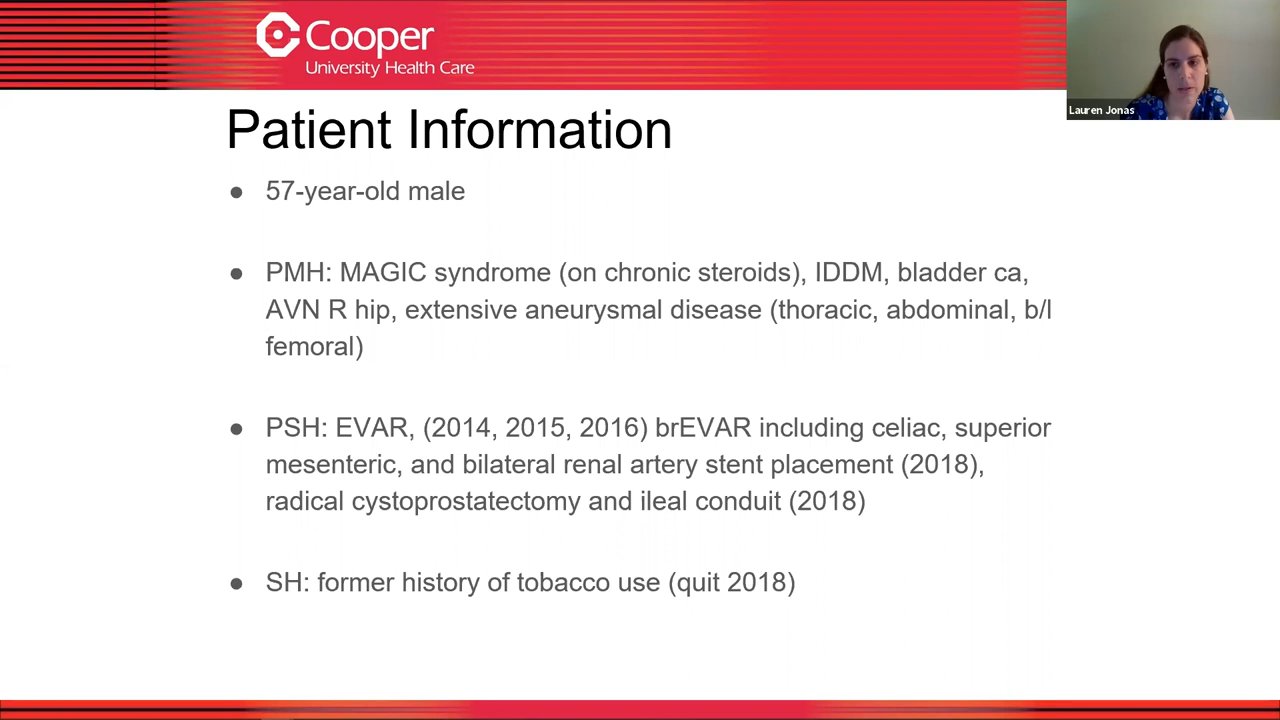 Cooper
University Health Care
Lauren Jonas
Patient Information
● 57-year-old male
● PMH: MAGIC syndrome (on chronic steroids), IDDM, bladder ca,
AVN R hip, extensive aneurysmal disease (thoracic, abdominal, b/l
femoral)
● PSH: EVAR, (2014, 2015, 2016) brEVAR including celiac, superior
mesenteric, and bilateral renal artery stent placement (2018),
radical cystoprostatectomy and ileal conduit (2018)
● SH: former history of tobacco use (quit 2018)